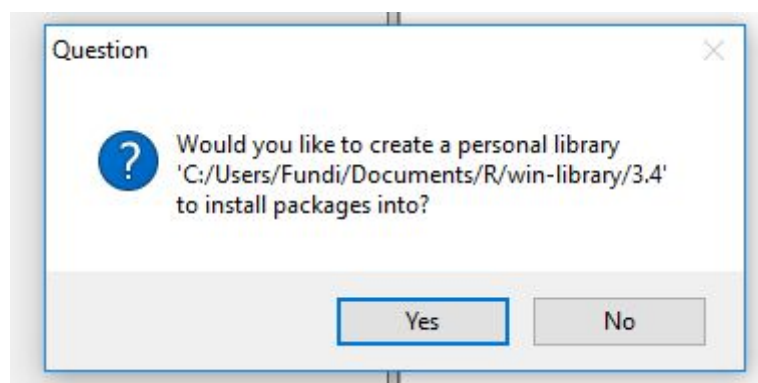 Question
Would you like to create a personal library
'C:/Users/Fundi/Documents/R/win-library/3.4'
to install packages into?
Yes
No